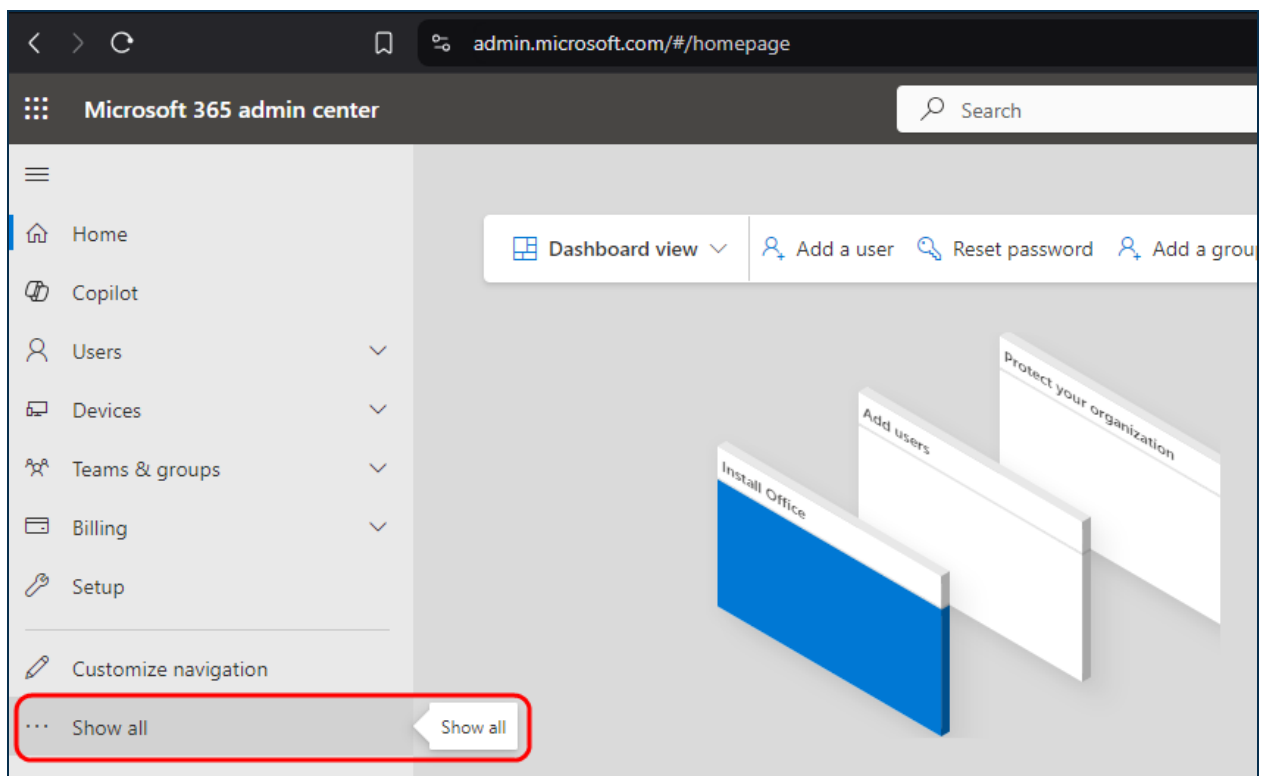 admin.microsoft.com/#/homepage
Microsoft 365 admin center
Search
Home
Copilot
Users
Devices
Teams & groups
Billing
Setup
Customize navigation
Show all
Show all
Dashboard view
Add a user
Reset password
Add a grou
Protect your organization
Add users
Install Office